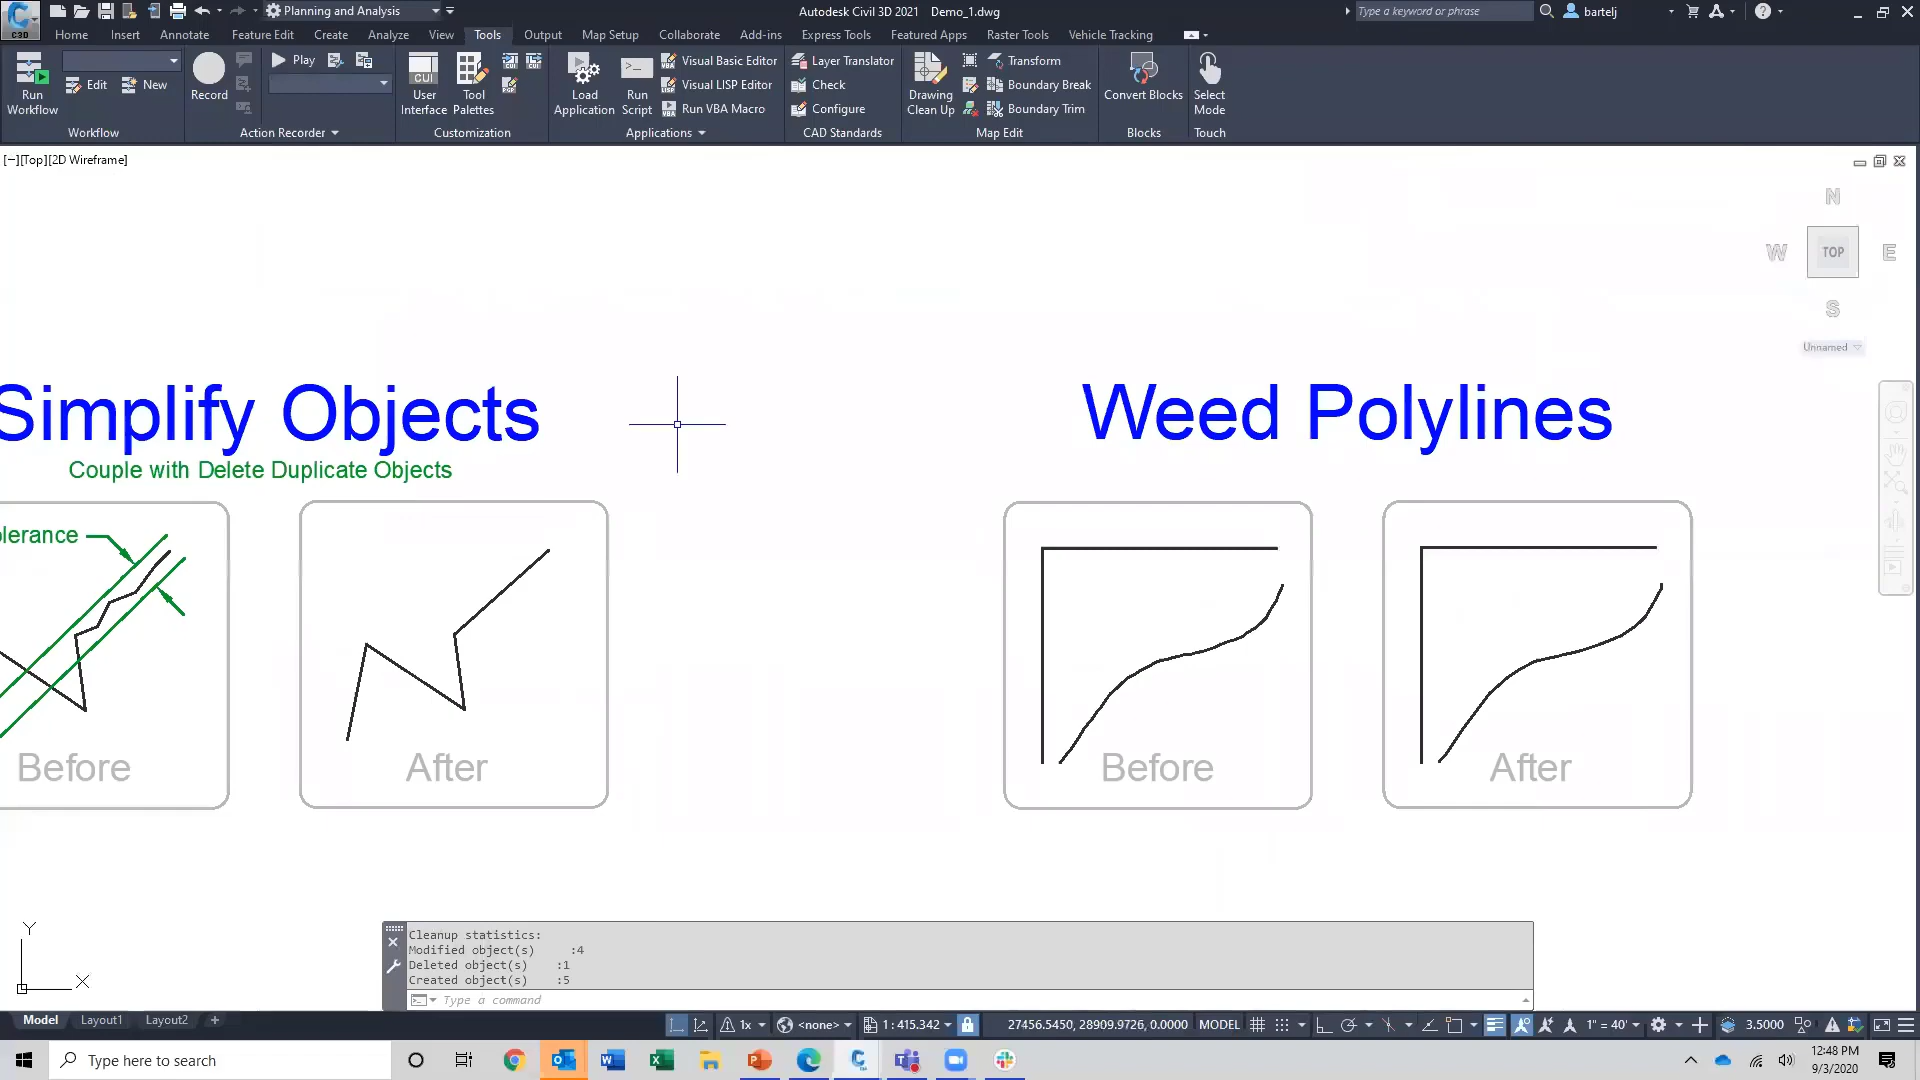 C3D
Planning and Analysis
Autodesk Civil 3D 2021 Demo_1.dwg
Type a keyword or phrase
bartelj
Home Insert Annotate Feature Edit Create Analyze View Tools Output Map Setup Collaborate Add-ins Express Tools Featured Apps Raster Tools Vehicle Tracking
Run Workflow
Edit
New
Workflow
Record
Play
Action Recorder
CUI
User Interface
Tool Palettes
Customization
Load Application
Run Script
Visual Basic Editor
Visual LISP Editor
Run VBA Macro
Applications
Layer Translator
Check
Configure
CAD Standards
Drawing Clean Up
Transform
Boundary Break
Boundary Trim
Map Edit
Convert Blocks
Blocks
Select Mode
Touch
[−][Top][2D Wireframe]
N
W TOP E
S
Unnamed
Simplify Objects
Couple with Delete Duplicate Objects
lerance
Before
After
Weed Polylines
Before
After
Y
X
Cleanup statistics:
Modified object(s) :4
Deleted object(s) :1
Created object(s) :5
Type a command
Model Layout1 Layout2 +
1x <none> 1 : 415.342 27456.5450, 28909.9726, 0.0000 MODEL 1" = 40' 3.5000
Type here to search
12:48 PM
9/3/2020